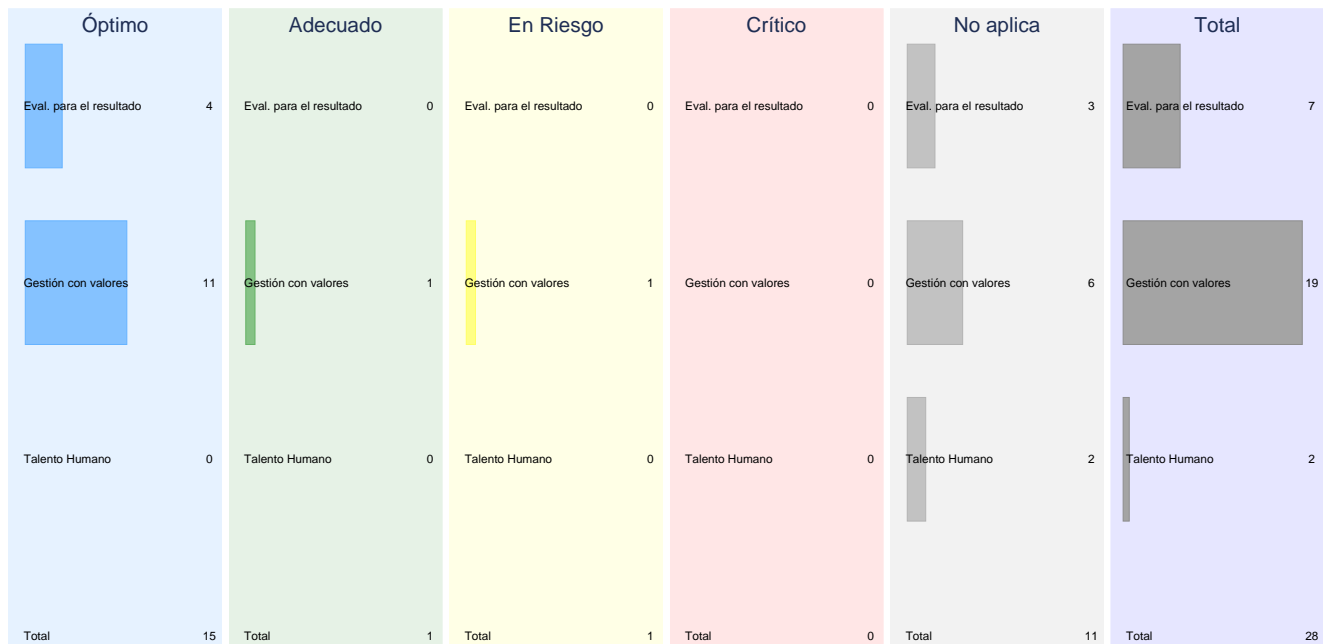 Óptimo Adecuado En Riesgo Crítico No aplica Total
Eval. para el resultado 4 Eval. para el resultado 0 Eval. para el resultado 0 Eval. para el resultado 0 Eval. para el resultado 3 Eval. para el resultado 7
Gestión con valores 11 Gestión con valores 1 Gestión con valores 1 Gestión con valores 0 Gestión con valores 6 Gestión con valores 19
Talento Humano 0 Talento Humano 0 Talento Humano 0 Talento Humano 0 Talento Humano 2 Talento Humano 2
Total 15 Total 1 Total 1 Total 0 Total 11 Total 28